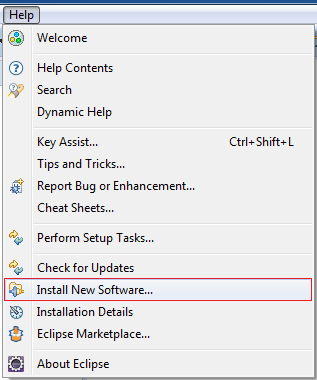 Help
Welcome
Help Contents
Search
Dynamic Help
Key Assist... Ctrl+Shift+L
Tips and Tricks...
Report Bug or Enhancement...
Cheat Sheets...
Perform Setup Tasks...
Check for Updates
Install New Software...
Installation Details
Eclipse Marketplace...
About Eclipse